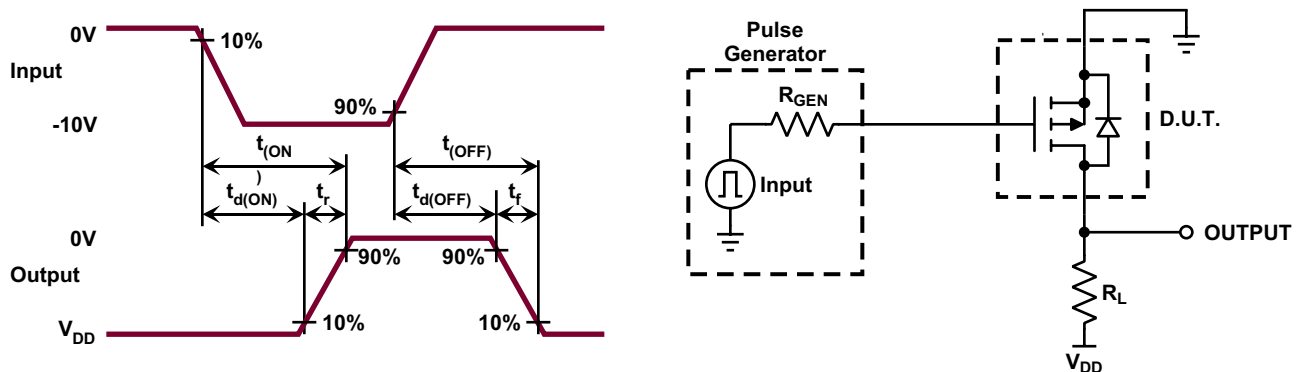 0V
10%
Input
90%
-10V
t(ON
)
t(OFF)
td(ON)
tr
td(OFF)
tf
0V
Output
90%
90%
10%
10%
VDD
Pulse
Generator
RGEN
Input
D.U.T.
OUTPUT
RL
VDD